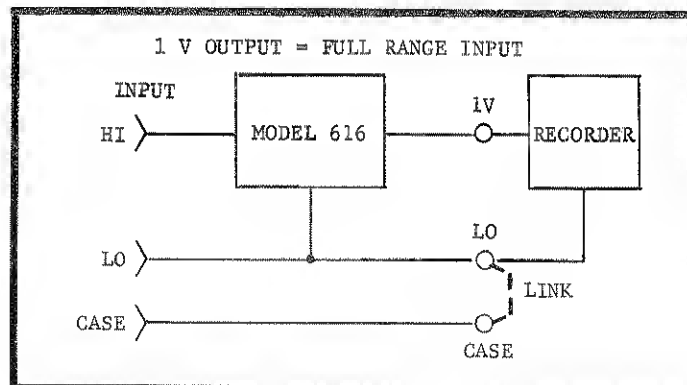 1 V OUTPUT = FULL RANGE INPUT
INPUT
HI
MODEL 616
1V
RECORDER
LO
LO
LINK
CASE
CASE